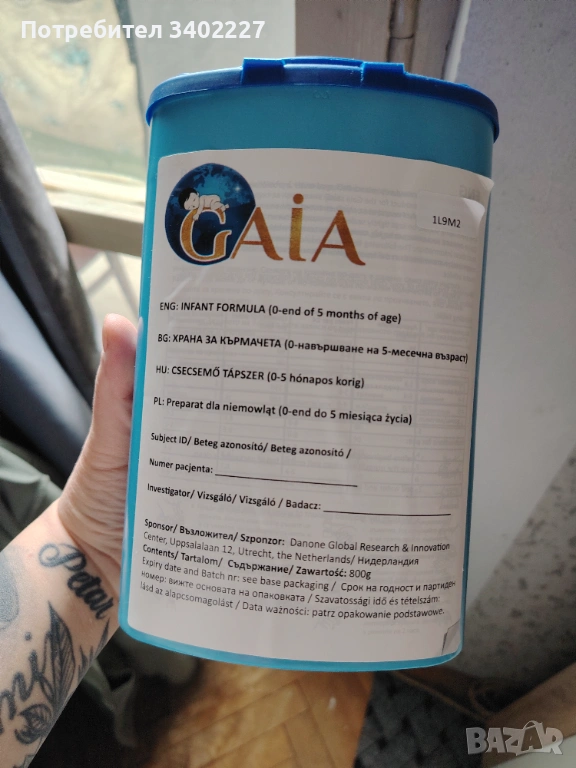 Потребител 3402227
GAiA
1L9M2
ENG: INFANT FORMULA (0-end of 5 months of age)
BG: ХРАНА ЗА КЪРМАЧЕТА (0-навършване на 5-месечна възраст)
HU: CSECSEMŐ TÁPSZER (0-5 hónapos korig)
PL: Preparat dla niemowląt (0-end do 5 miesiąca życia)
Subject ID/ Beteg azonosító/ Beteg azonosító /
Numer pacjenta:
Investigator/ Vizsgáló/ Vizsgáló / Badacz:
Sponsor/ Възложител/ Szponzor: Danone Global Research & Innovation
Center, Uppsalalaan 12, Utrecht, the Netherlands/ Нидерландия
Contents/ Tartalom/ Съдържание/ Zawartość: 800g
Expiry date and Batch nr: see base packaging / Срок на годност и партиден
номер: вижте основата на опаковката / Szavatossági idő és tételszám:
lásd az alapcsomagolást / Data ważności: patrz opakowanie podstawowe.
Petar
BAZAR